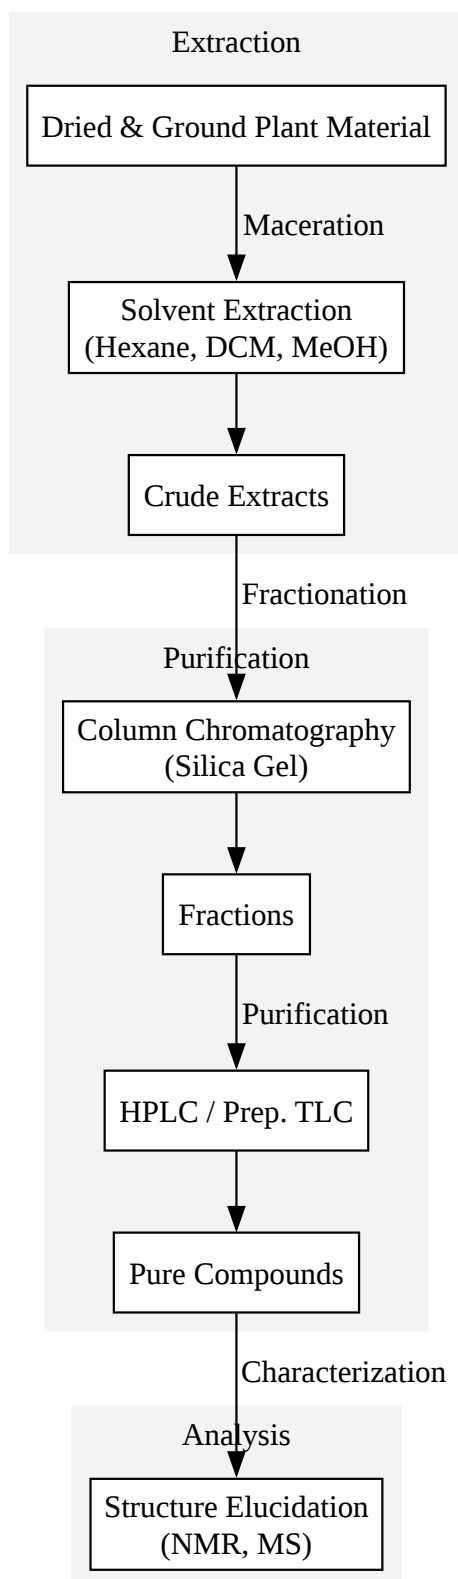 Extraction
Dried & Ground Plant Material
Maceration
Solvent Extraction
(Hexane, DCM, MeOH)
Crude Extracts
Fractionation
Purification
Column Chromatography
(Silica Gel)
Fractions
Purification
HPLC / Prep. TLC
Pure Compounds
Characterization
Analysis
Structure Elucidation
(NMR, MS)